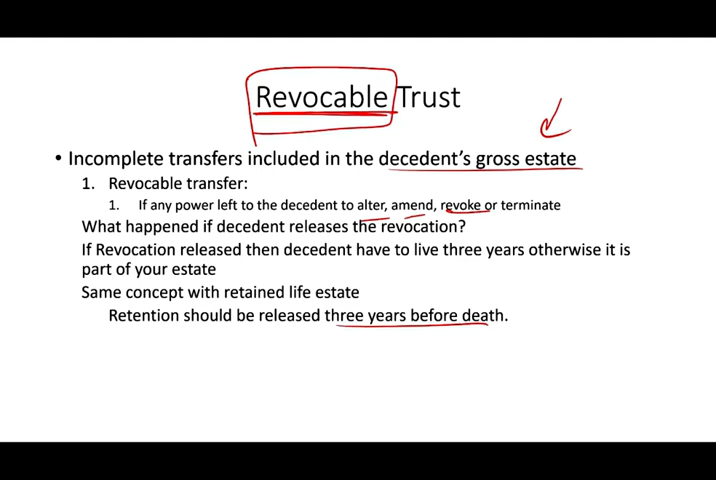 Revocable Trust
• Incomplete transfers included in the decedent's gross estate
1. Revocable transfer:
1. If any power left to the decedent to alter, amend, revoke or terminate
What happened if decedent releases the revocation?
If Revocation released then decedent have to live three years otherwise it is
part of your estate
Same concept with retained life estate
Retention should be released three years before death.